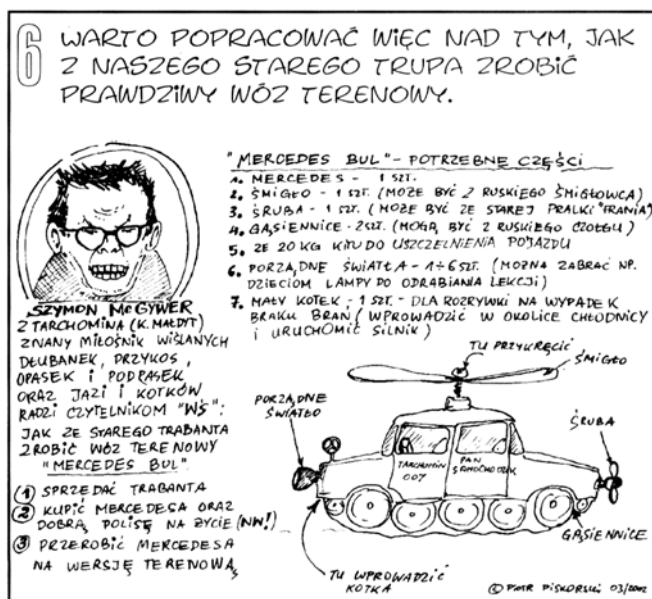 6
WARTO POPRACOWAĆ WIĘC NAD TYM, JAK
Z NASZEGO STAREGO TRUPA ZROBIĆ
PRAWDZIWY WÓZ TERENOWY.
SZYMON McGYWER
Z TARCHOMINA (K. MAŁDYT)
ZNANY MIŁOŚNIK WIŚLANYCH
DŁUBANEK, PRZYKOS,
OPASEK I PODPASEK
ORAZ JAZI I KOTKÓW
RADZI CZYTELNIKOM "WŚ":
JAK ZE STAREGO TRABANTA
ZROBIĆ WÓZ TERENOWY
"MERCEDES BUL"
1 SPRZEDAĆ TRABANTA
2 KUPIĆ MERCEDESA ORAZ
DOBRĄ POLISĘ NA ŻYCIE (NW!)
3 PRZEROBIĆ MERCEDESA
NA WERSJĘ TERENOWĄ
"MERCEDES BUL" - POTRZEBNE CZĘŚCI
1. MERCEDES - 1 SZT.
2. ŚMIGŁO - 1 SZT. (MOŻE BYĆ Z RUSKIEGO ŚMIGŁOWCA)
3. ŚRUBA - 1 SZT. (MOŻE BYĆ ZE STAREJ PRALKI "FRANIA")
4. GĄSIENNICE - 2 SZT. (MOGĄ BYĆ Z RUSKIEGO CZOŁGU)
5. ZE 20 KG KITU DO USZCZELNIENIA POJAZDU
6. PORZĄDNE ŚWIATŁA - 1÷6 SZT. (MOŻNA ZABRAĆ NP.
DZIECIOM LAMPY DO ODRABIANIA LEKCJI)
7. MAŁY KOTEK - 1 SZT. - DLA ROZRYWKI NA WYPADEK
BRAKU BRAŃ (WPROWADZIĆ W OKOLICE CHŁODNICY
I URUCHOMIĆ SILNIK)
TU PRZYKRĘCIĆ
ŚMIGŁO
PORZĄDNE
ŚWIATŁO
ŚRUBA
TARCHOMIN
007
PAN
SAMOCHODZIK
GĄSIENNICE
TU WPROWADZIĆ
KOTKA
© PIOTR PISKORSKI 03/2002